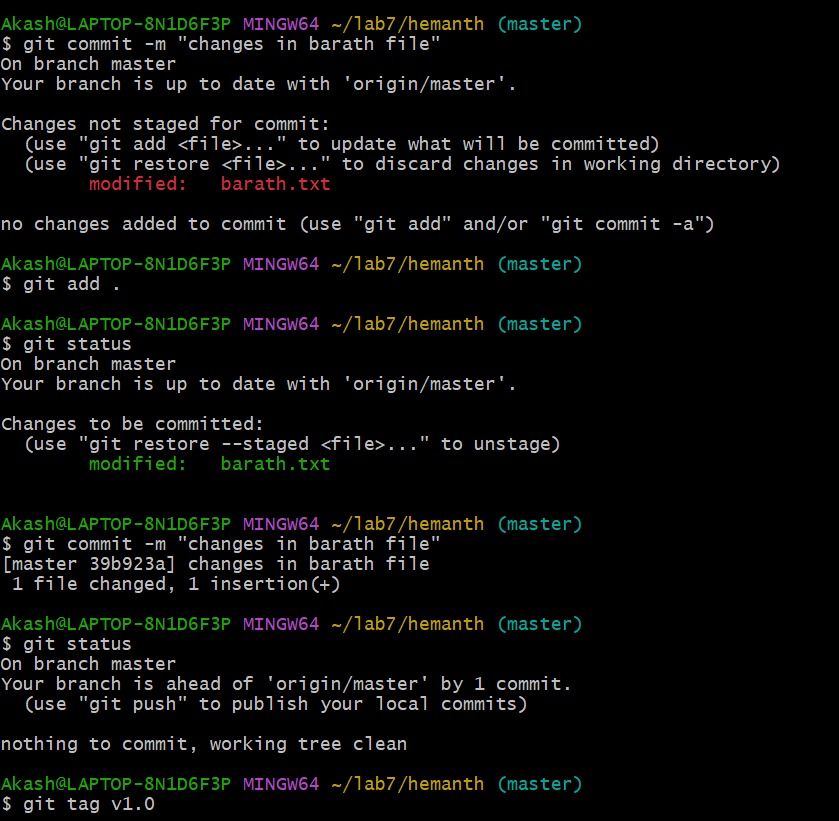 Akash@LAPTOP-8N1D6F3P MINGW64 ~/lab7/hemanth (master)
$ git commit -m "changes in barath file"
On branch master
Your branch is up to date with 'origin/master'.
Changes not staged for commit:
(use "git add <file>..." to update what will be committed)
(use "git restore <file>..." to discard changes in working directory)
modified: barath.txt
no changes added to commit (use "git add" and/or "git commit -a")
Akash@LAPTOP-8N1D6F3P MINGW64 ~/lab7/hemanth (master)
$ git add .
Akash@LAPTOP-8N1D6F3P MINGW64 ~/lab7/hemanth (master)
$ git status
On branch master
Your branch is up to date with 'origin/master'.
Changes to be committed:
(use "git restore --staged <file>..." to unstage)
modified: barath.txt
Akash@LAPTOP-8N1D6F3P MINGW64 ~/lab7/hemanth (master)
$ git commit -m "changes in barath file"
[master 39b923a] changes in barath file
1 file changed, 1 insertion(+)
Akash@LAPTOP-8N1D6F3P MINGW64 ~/lab7/hemanth (master)
$ git status
On branch master
Your branch is ahead of 'origin/master' by 1 commit.
(use "git push" to publish your local commits)
nothing to commit, working tree clean
Akash@LAPTOP-8N1D6F3P MINGW64 ~/lab7/hemanth (master)
$ git tag v1.0